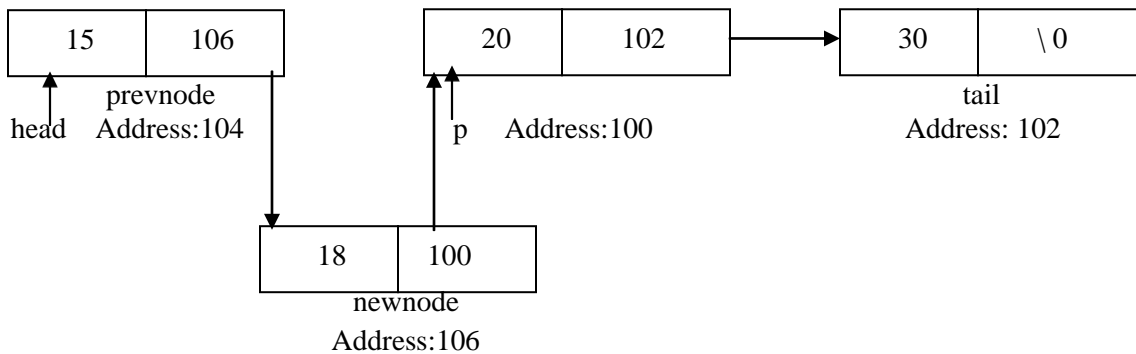 15 106 20 102 30 \ 0
prevnode tail
head Address:104 p Address:100 Address: 102
18 100
newnode
Address:106